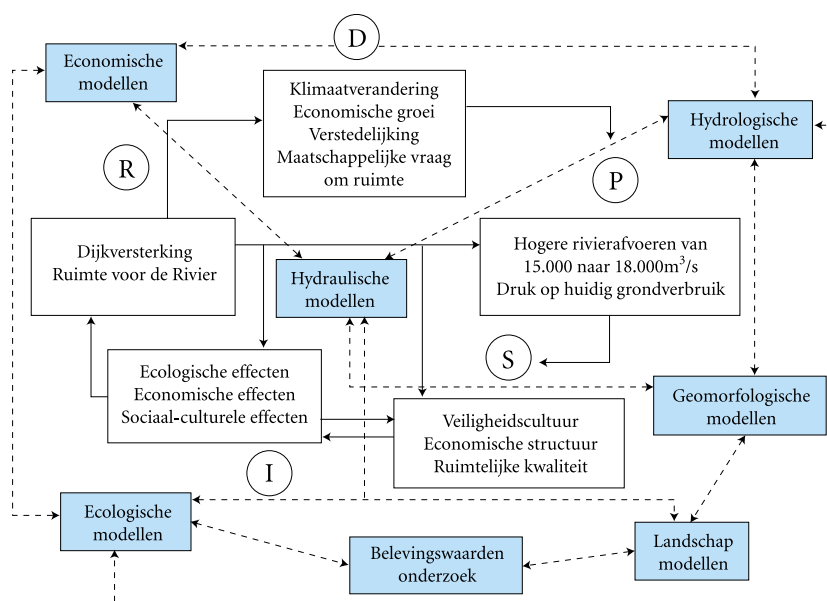 D
Economische
modellen
Klimaatverandering
Economische groei
Verstedelijking
Maatschappelijke vraag
om ruimte
Hydrologische
modellen
R
P
Dijkversterking
Ruimte voor de Rivier
Hydraulische
modellen
Hogere rivierafvoeren van
15.000 naar 18.000m³/s
Druk op huidig grondverbruik
S
Ecologische effecten
Economische effecten
Sociaal-culturele effecten
Geomorfologische
modellen
Veiligheidscultuur
Economische structuur
Ruimtelijke kwaliteit
I
Ecologische
modellen
Belevingswaarden
onderzoek
Landschap
modellen